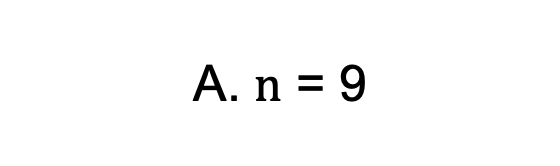 A. n = 9